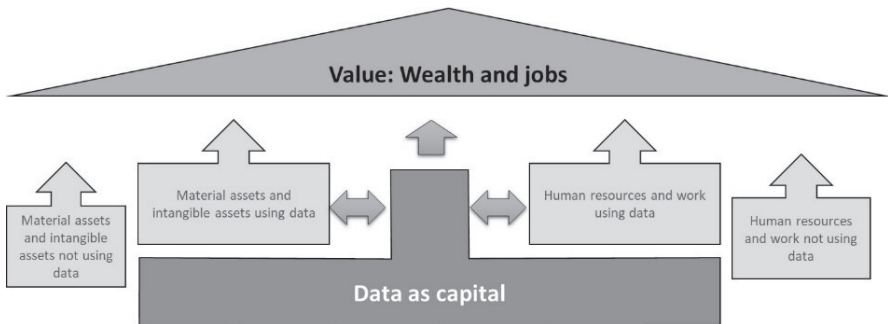 Value: Wealth and jobs
Material assets
and intangible
assets not using
data
Material assets and
intangible assets using data
Human resources and work
using data
Human resources
and work not using
data
Data as capital